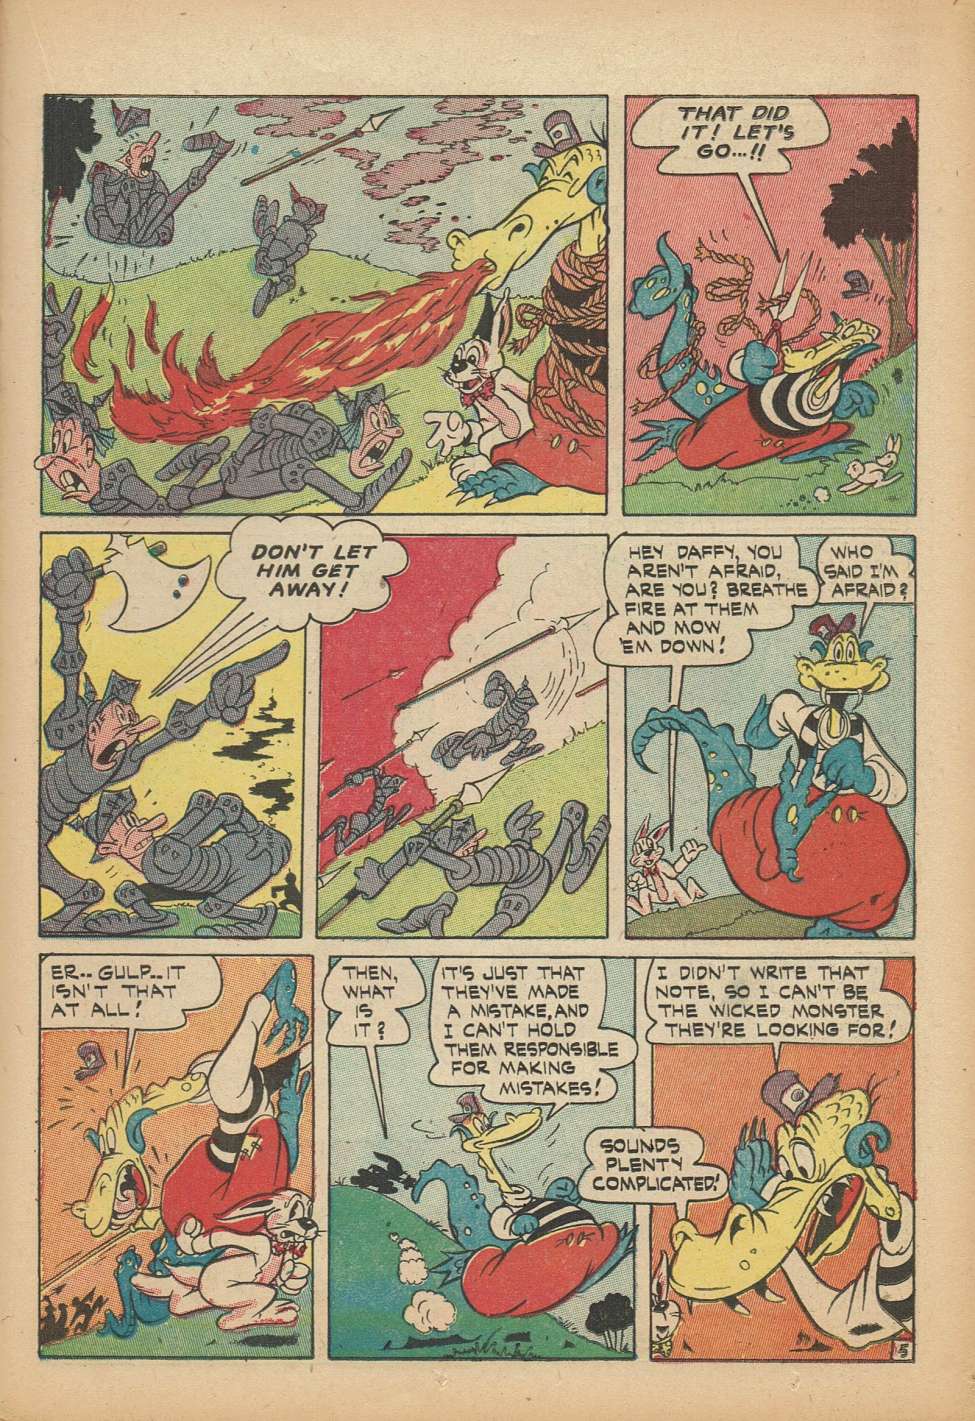 THAT DID
IT! LET'S
GO...!!
DON'T LET
HIM GET
AWAY!
HEY DAFFY, YOU
AREN'T AFRAID,
ARE YOU? BREATHE
FIRE AT THEM
AND MOW
'EM DOWN!
WHO
SAID I'M
AFRAID?
ER.. GULP.. IT
ISN'T THAT
AT ALL!
THEN,
WHAT
IS
IT?
IT'S JUST THAT
THEY'VE MADE
A MISTAKE, AND
I CAN'T HOLD
THEM RESPONSIBLE
FOR MAKING
MISTAKES!
I DIDN'T WRITE THAT
NOTE, SO I CAN'T BE
THE WICKED MONSTER
THEY'RE LOOKING FOR!
SOUNDS
PLENTY
COMPLICATED!
5